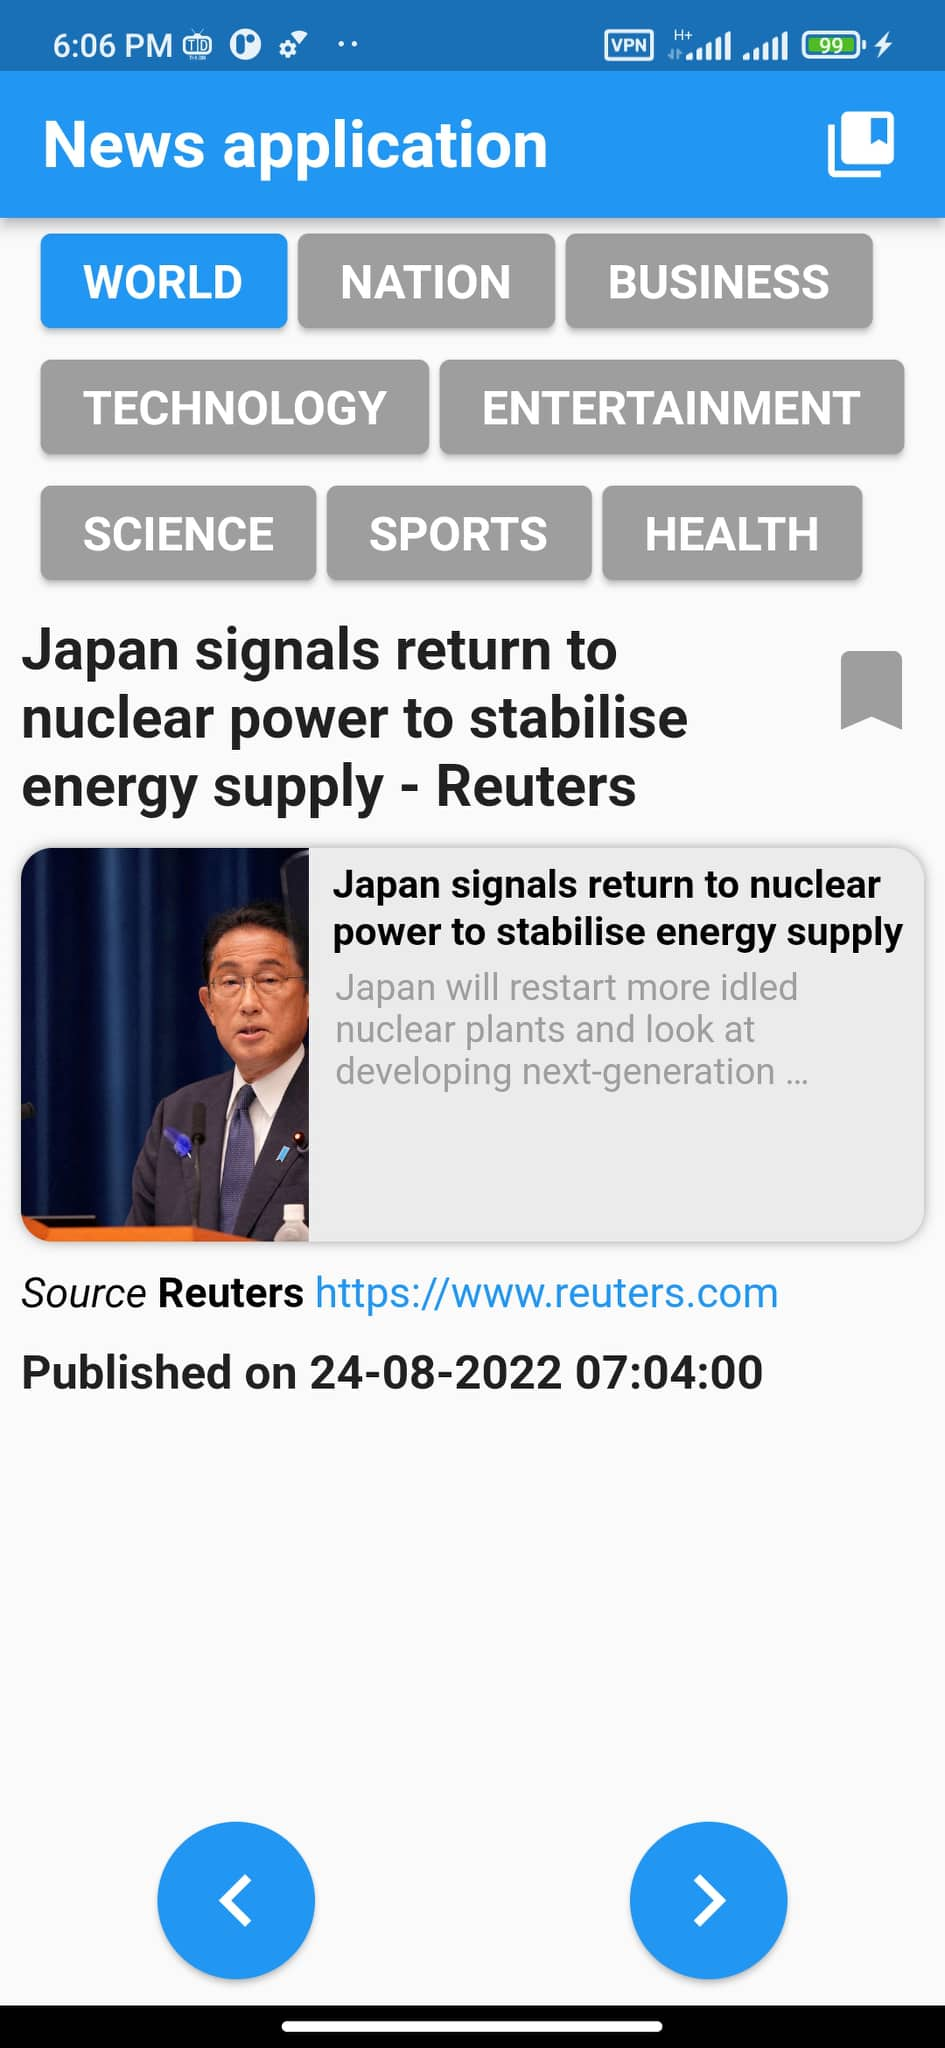 6:06 PM
VPN
H+
99
News application
WORLD NATION BUSINESS
TECHNOLOGY ENTERTAINMENT
SCIENCE SPORTS HEALTH
Japan signals return to
nuclear power to stabilise
energy supply - Reuters
Japan signals return to nuclear
power to stabilise energy supply
Japan will restart more idled
nuclear plants and look at
developing next-generation ...
Source Reuters https://www.reuters.com
Published on 24-08-2022 07:04:00